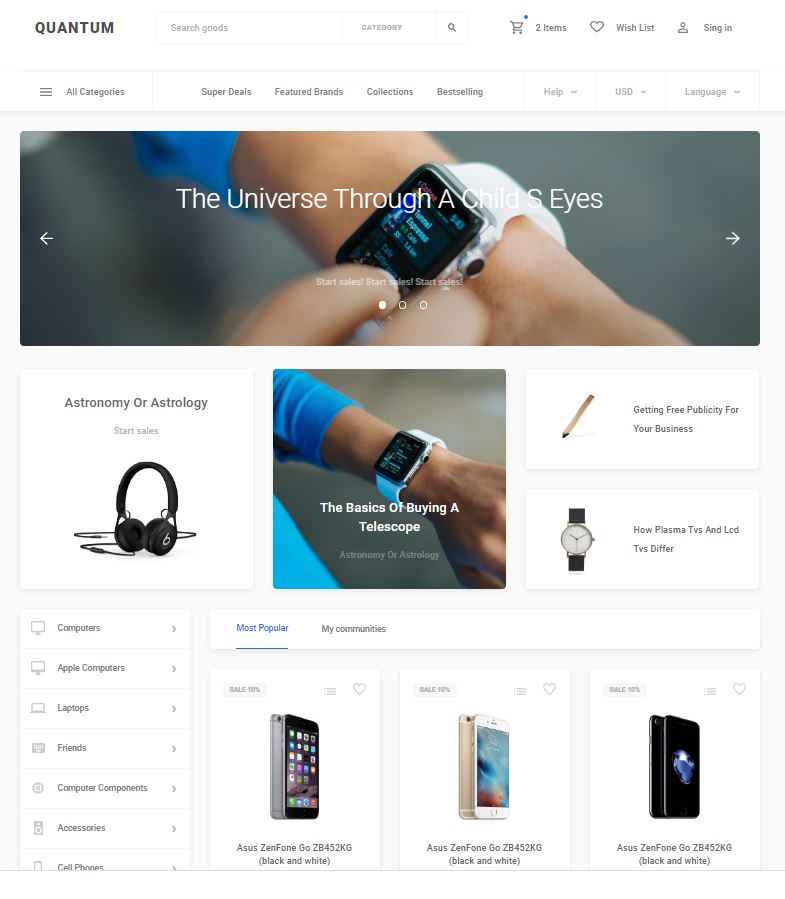 QUANTUM
Search goods
CATEGORY
2 Items
Wish List
Sing in
All Categories
Super Deals
Featured Brands
Collections
Bestselling
Help
USD
Language
The Universe Through A Child S Eyes
Start sales! Start sales! Start sales!
Astronomy Or Astrology
Start sales
The Basics Of Buying A
Telescope
Astronomy Or Astrology
Getting Free Publicity For
Your Business
How Plasma Tvs And Lcd
Tvs Differ
Computers
Apple Computers
Laptops
Friends
Computer Components
Accessories
Cell Phones
Most Popular
My communities
SALE 10%
SALE 10%
SALE 10%
Asus ZenFone Go ZB452KG
(black and white)
Asus ZenFone Go ZB452KG
(black and white)
Asus ZenFone Go ZB452KG
(black and white)